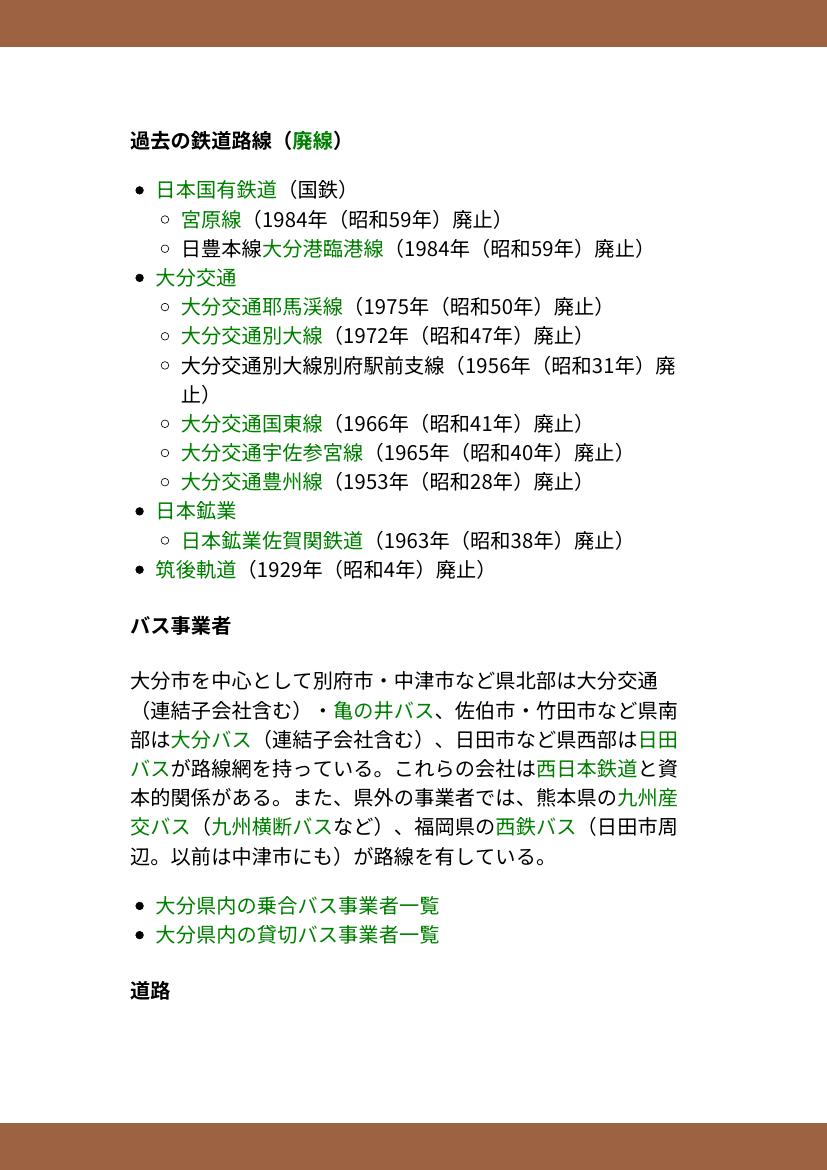 過去の鉄道路線（廃線）
日本国有鉄道（国鉄）
宮原線（1984年（昭和59年）廃止）
日豊本線大分港臨港線（1984年（昭和59年）廃止）
大分交通
大分交通耶馬渓線（1975年（昭和50年）廃止）
大分交通別大線（1972年（昭和47年）廃止）
大分交通別大線別府駅前支線（1956年（昭和31年）廃
止）
大分交通国東線（1966年（昭和41年）廃止）
大分交通宇佐参宮線（1965年（昭和40年）廃止）
大分交通豊州線（1953年（昭和28年）廃止）
日本鉱業
日本鉱業佐賀関鉄道（1963年（昭和38年）廃止）
筑後軌道（1929年（昭和4年）廃止）
バス事業者
大分市を中心として別府市・中津市など県北部は大分交通
（連結子会社含む）・亀の井バス、佐伯市・竹田市など県南
部は大分バス（連結子会社含む）、日田市など県西部は日田
バスが路線網を持っている。これらの会社は西日本鉄道と資
本的関係がある。また、県外の事業者では、熊本県の九州産
交バス（九州横断バスなど）、福岡県の西鉄バス（日田市周
辺。以前は中津市にも）が路線を有している。
大分県内の乗合バス事業者一覧
大分県内の貸切バス事業者一覧
道路